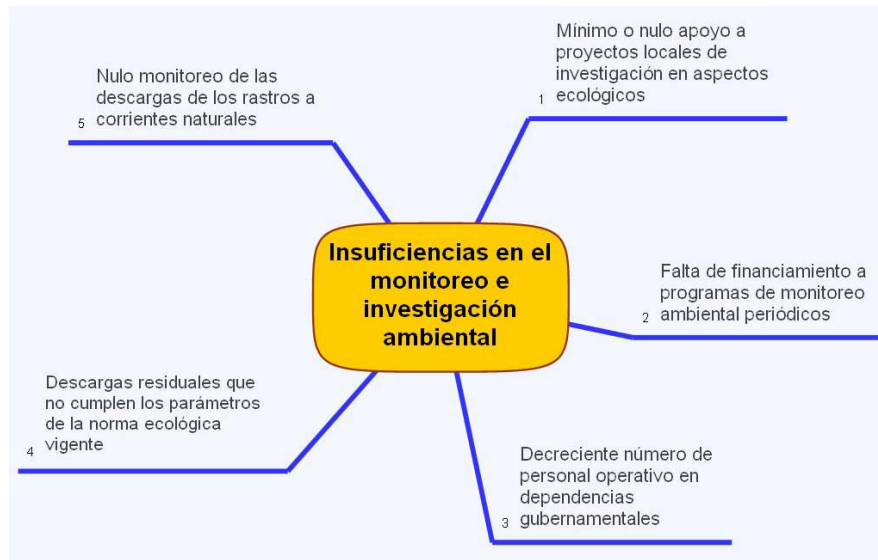 Insuficiencias en el
monitoreo e
investigación
ambiental
Mínimo o nulo apoyo a
proyectos locales de
investigación en aspectos
1 ecológicos
Falta de financiamiento a
programas de monitoreo
2 ambiental periódicos
Decreciente número de
personal operativo en
dependencias
3 gubernamentales
Descargas residuales que
no cumplen los parámetros
de la norma ecológica
4 vigente
Nulo monitoreo de las
descargas de los rastros a
5 corrientes naturales